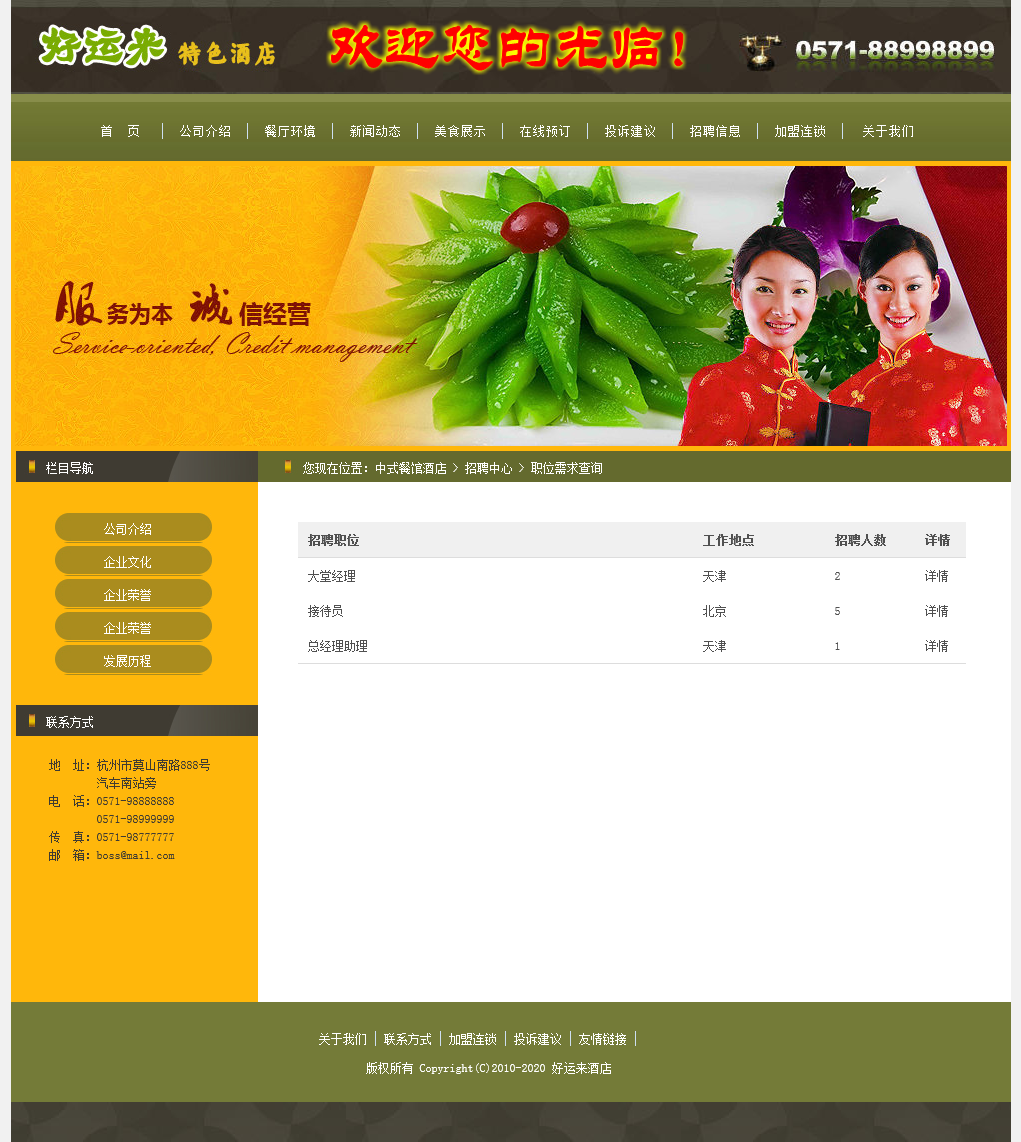 好运来 特色酒店 欢迎您的光临! 0571-88998899
首 页 公司介绍 餐厅环境 新闻动态 美食展示 在线预订 投诉建议 招聘信息 加盟连锁 关于我们
服务为本 诚信经营
Service-oriented, Credit management
栏目导航
公司介绍
企业文化
企业荣誉
企业荣誉
发展历程
联系方式
地 址：杭州市莫山南路888号
汽车南站旁
电 话：0571-98888888
0571-98999999
传 真：0571-98777777
邮 箱：boss@mail.com
您现在位置：中式餐馆酒店 > 招聘中心 > 职位需求查询
招聘职位 工作地点 招聘人数 详情
大堂经理 天津 2 详情
接待员 北京 5 详情
总经理助理 天津 1 详情
关于我们 联系方式 加盟连锁 投诉建议 友情链接
版权所有 Copyright(C)2010-2020 好运来酒店